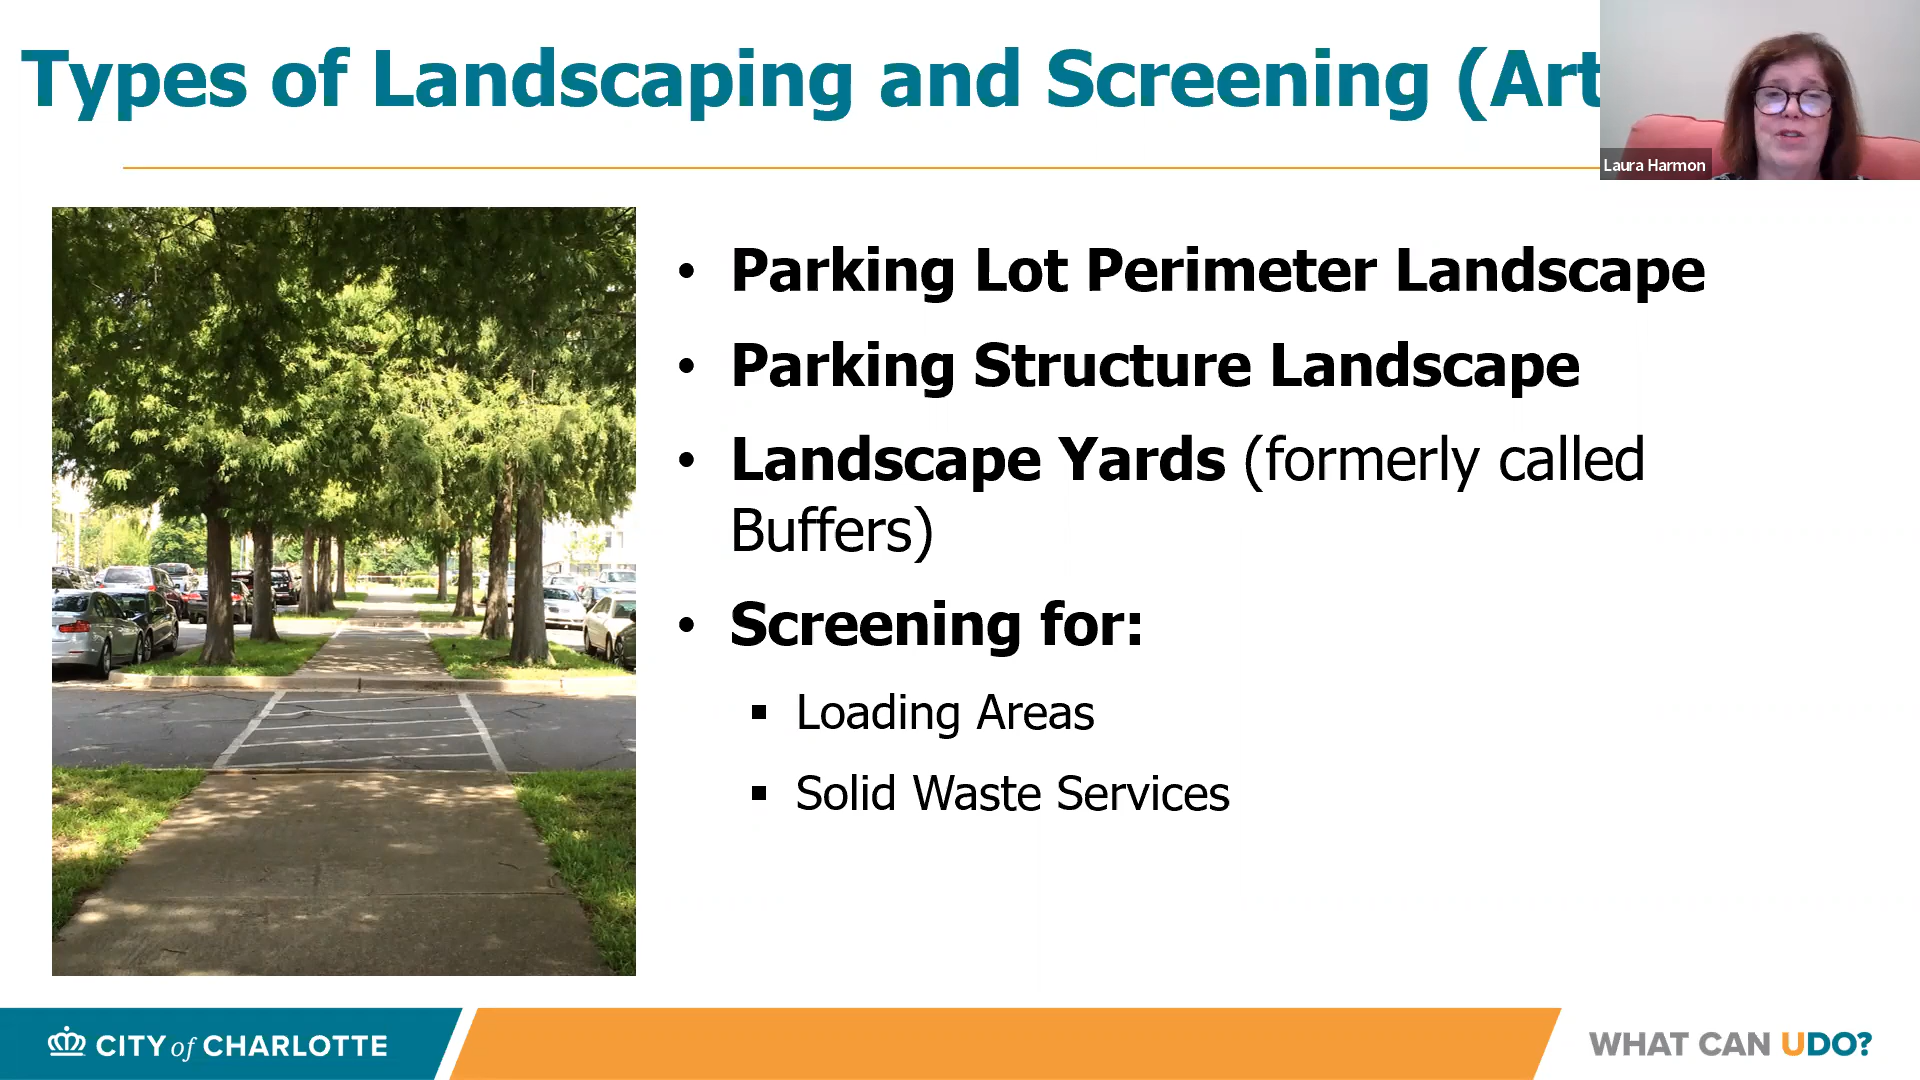 Types of Landscaping and Screening (Art
Laura Harmon
• Parking Lot Perimeter Landscape
• Parking Structure Landscape
• Landscape Yards (formerly called
Buffers)
• Screening for:
▪ Loading Areas
▪ Solid Waste Services
CITY of CHARLOTTE
WHAT CAN UDO?